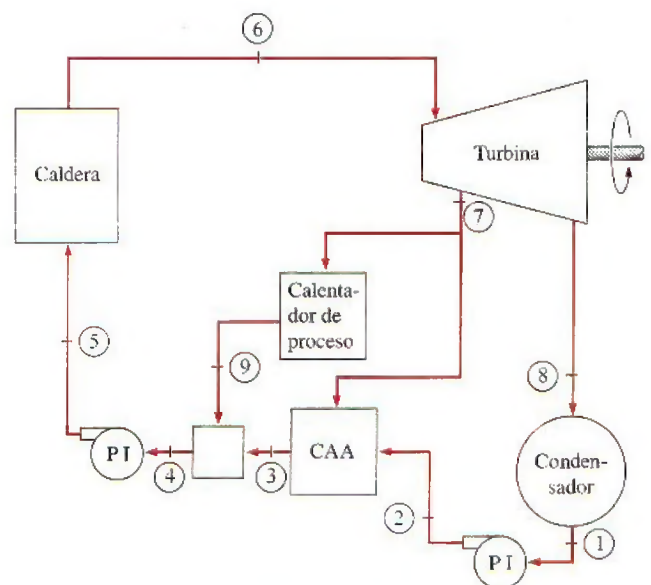 6
Caldera
Turbina
7
Calenta-
dor de
proceso
5
9
8
CAA
Conden-
sador
P I
4
3
2
1
P I